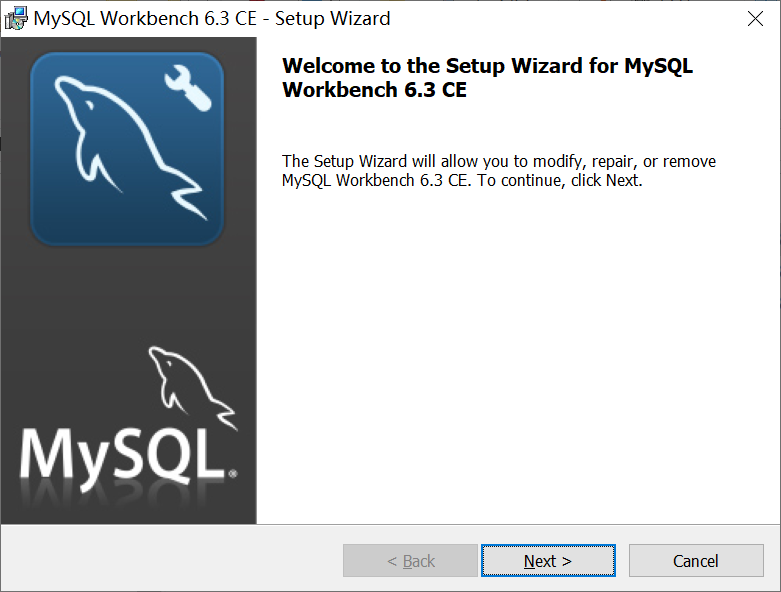 MySQL Workbench 6.3 CE - Setup Wizard
Welcome to the Setup Wizard for MySQL
Workbench 6.3 CE
The Setup Wizard will allow you to modify, repair, or remove
MySQL Workbench 6.3 CE. To continue, click Next.
MySQL®
< Back
Next >
Cancel